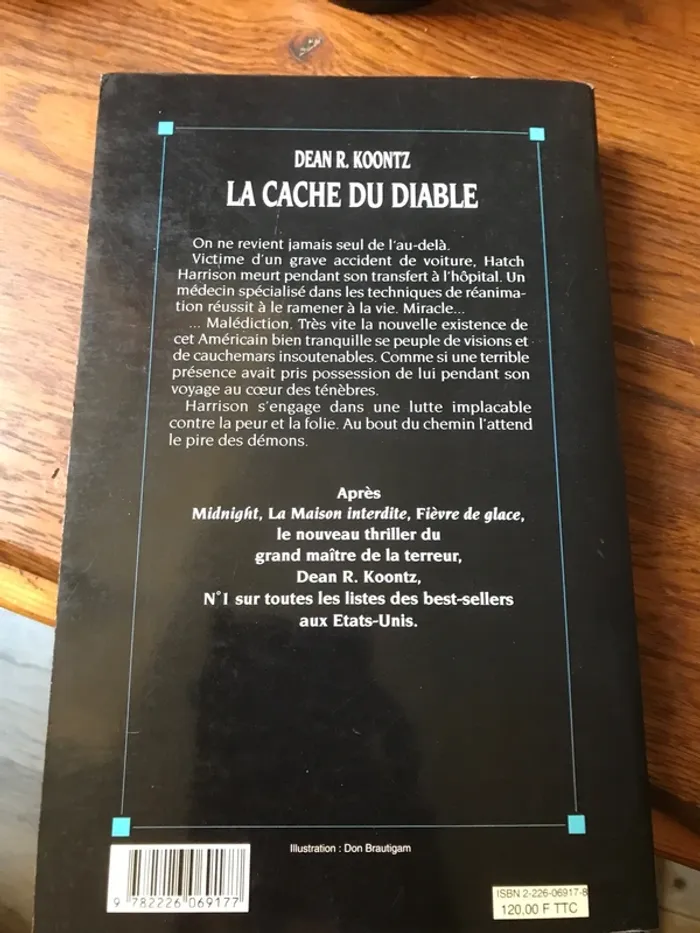 DEAN R. KOONTZ
LA CACHE DU DIABLE
On ne revient jamais seul de l'au-delà.
Victime d'un grave accident de voiture, Hatch
Harrison meurt pendant son transfert à l'hôpital. Un
médecin spécialisé dans les techniques de réanima-
tion réussit à le ramener à la vie. Miracle...
... Malédiction. Très vite la nouvelle existence de
cet Américain bien tranquille se peuple de visions et
de cauchemars insoutenables. Comme si une terrible
présence avait pris possession de lui pendant son
voyage au cœur des ténèbres.
Harrison s'engage dans une lutte implacable
contre la peur et la folie. Au bout du chemin l'attend
le pire des démons.
Après
Midnight, La Maison interdite, Fièvre de glace,
le nouveau thriller du
grand maître de la terreur,
Dean R. Koontz,
N°1 sur toutes les listes des best-sellers
aux Etats-Unis.
Illustration : Don Brautigam
9 782226 069177
ISBN 2-226-06917-8
120,00 F TTC